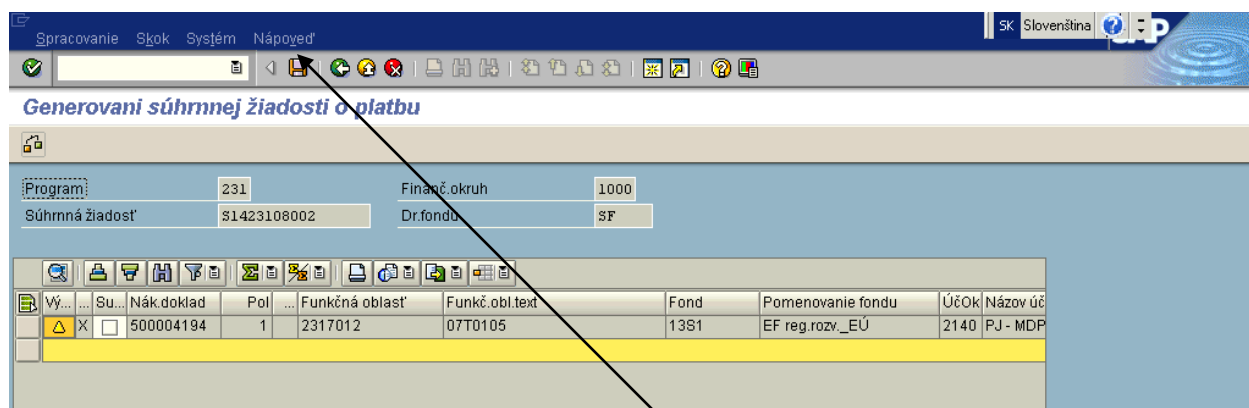 SK Slovenština
Spracovanie Skok Systém Nápoveď
Generovani súhrnnej žiadosti o platbu
Program 231 Finanč.okruh 1000
Súhrnná žiadosť S1423108002 Dr.fondu SF
Vý... ... Su... Nák.doklad Pol ... Funkčná oblasť Funkč.obl.text Fond Pomenovanie fondu ÚčOk Názov úč
X 500004194 1 2317012 07T0105 13S1 EF reg.rozv._EÚ 2140 PJ - MDP